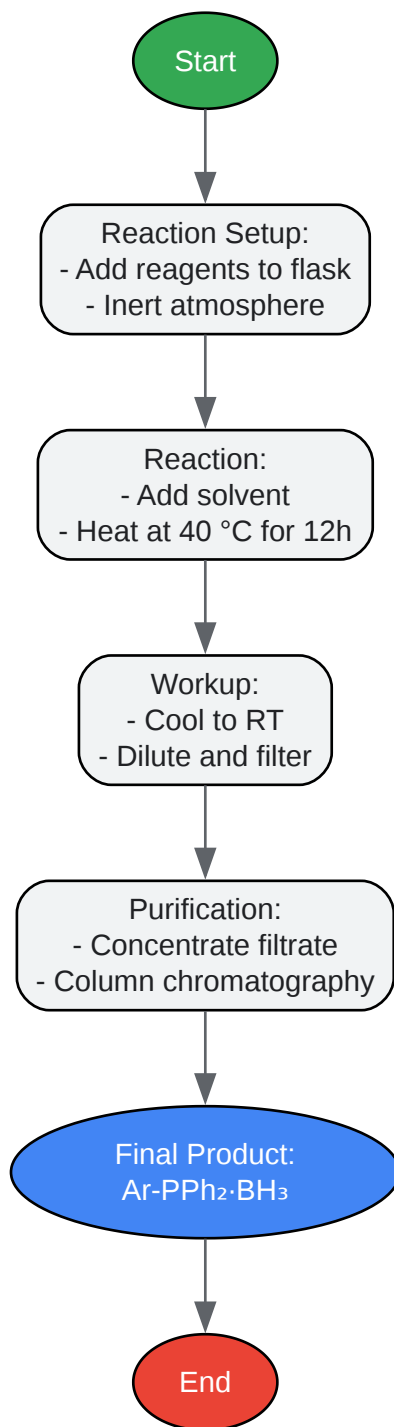 Start
Reaction Setup:
- Add reagents to flask
- Inert atmosphere
Reaction:
- Add solvent
- Heat at 40 °C for 12h
Workup:
- Cool to RT
- Dilute and filter
Purification:
- Concentrate filtrate
- Column chromatography
Final Product:
Ar-PPh₂·BH₃
End